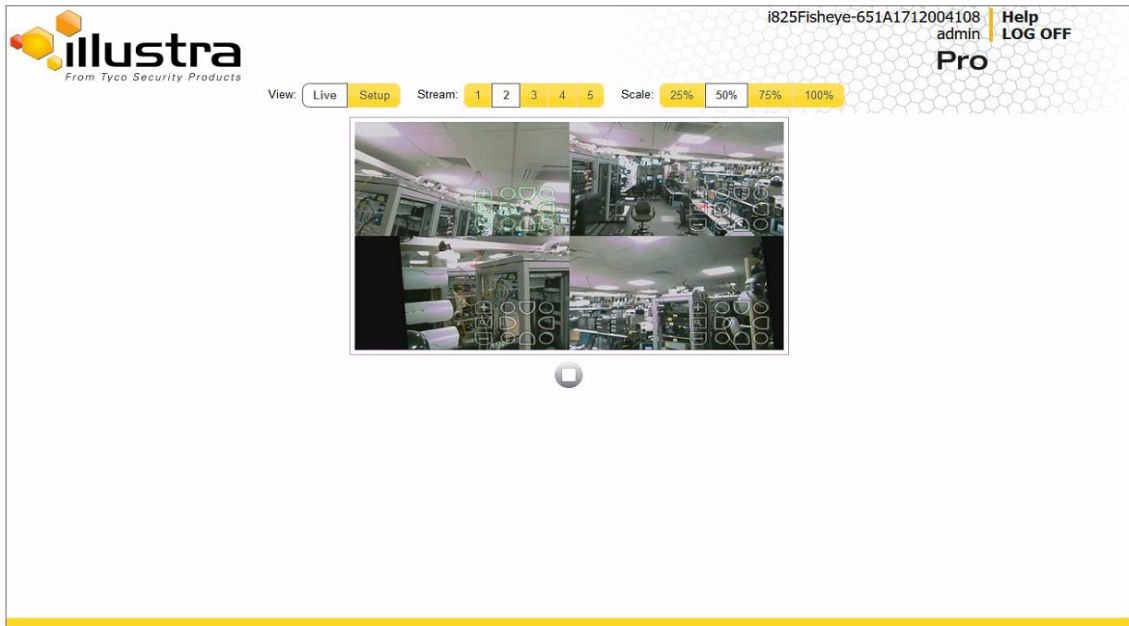 illustra
From Tyco Security Products
i825Fisheye-651A1712004108 Help
admin LOG OFF
Pro
View: Live Setup Stream: 1 2 3 4 5 Scale: 25% 50% 75% 100%